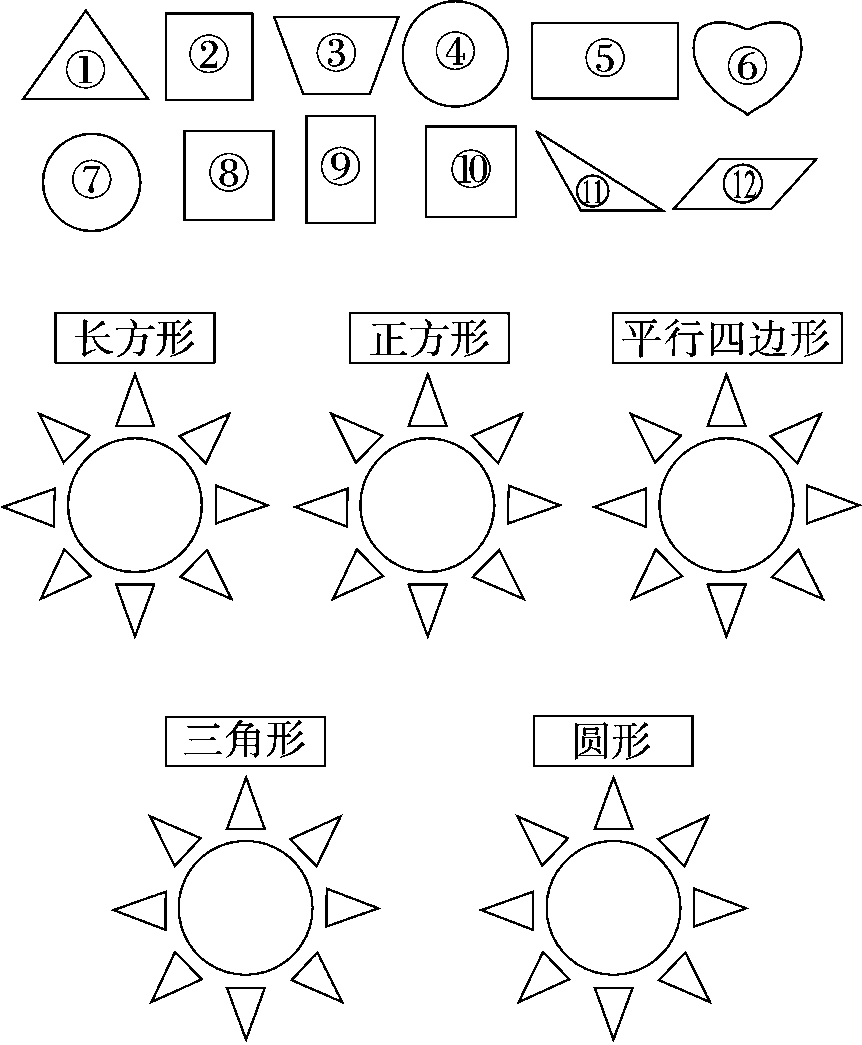 ① ② ③ ④ ⑤ ⑥
⑦ ⑧ ⑨ ⑩ ⑪ ⑫
长方形 正方形 平行四边形
三角形 圆形